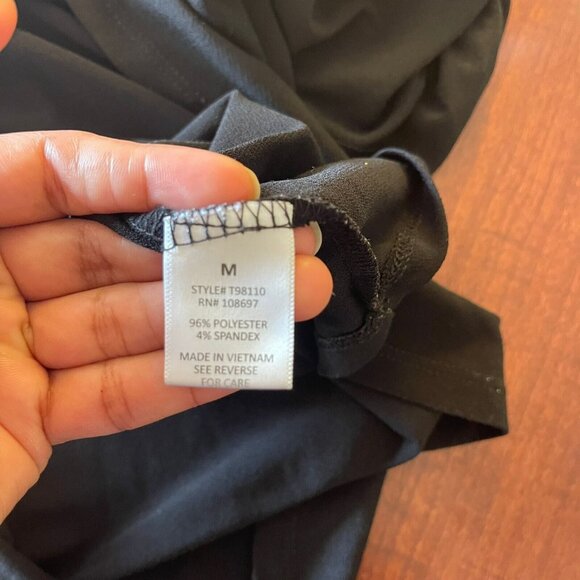 M
STYLE# T98110
RN# 108697
96% POLYESTER
4% SPANDEX
MADE IN VIETNAM
SEE REVERSE
FOR CARE